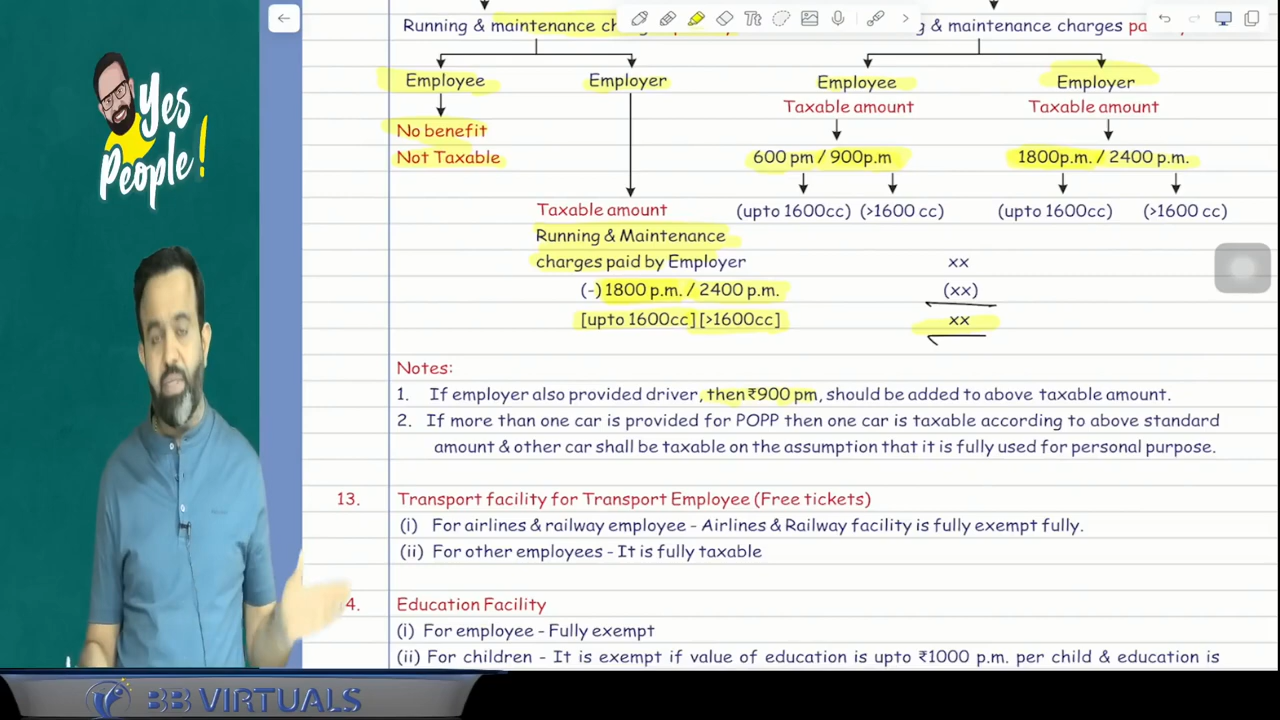 Yes
People!
Running & maintenance
& maintenance charges
Employee
Employer
Employee
Employer
Taxable amount
Taxable amount
No benefit
Not Taxable
600 pm / 900p.m
1800p.m. / 2400 p.m.
Taxable amount
(upto 1600cc) (>1600 cc)
(upto 1600cc) (>1600 cc)
Running & Maintenance
charges paid by Employer xx
(-) 1800 p.m. / 2400 p.m. (xx)
[upto 1600cc] [>1600cc] xx
Notes:
1. If employer also provided driver, then ₹900 pm, should be added to above taxable amount.
2. If more than one car is provided for POPP then one car is taxable according to above standard
amount & other car shall be taxable on the assumption that it is fully used for personal purpose.
13. Transport facility for Transport Employee (Free tickets)
(i) For airlines & railway employee - Airlines & Railway facility is fully exempt fully.
(ii) For other employees - It is fully taxable
4. Education Facility
(i) For employee - Fully exempt
(ii) For children - It is exempt if value of education is upto ₹1000 p.m. per child & education is
BB VIRTUALS